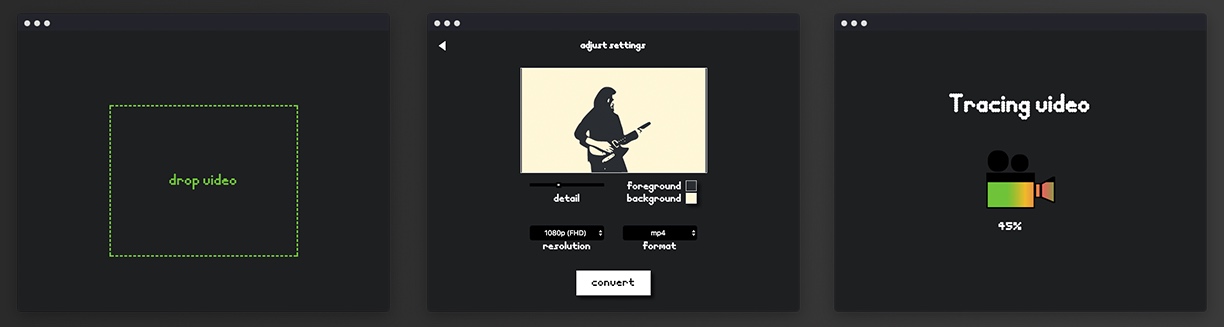 drop video
adjust settings
detail
foreground
background
1080p (FHD)
resolution
mp4
format
convert
Tracing video
45%